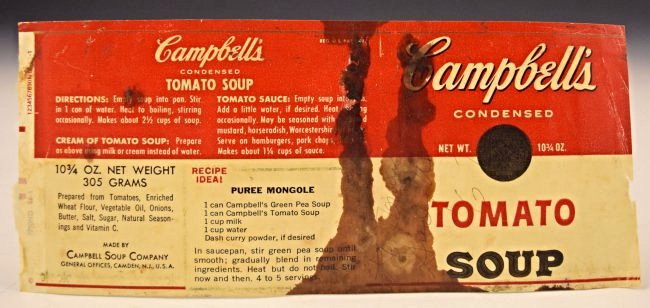 Campbell's
CONDENSED
TOMATO SOUP
DIRECTIONS: Empty soup into pan. Stir
in 1 can of water. Heat to boiling, stirring
occasionally. Makes about 2½ cups of soup.
CREAM OF TOMATO SOUP: Prepare
as above using milk or cream instead of water.
TOMATO SAUCE: Empty soup into
Add a little water, if desired. Heat
occasionally. May be seasoned with
mustard, horseradish, Worcestershire
Serve on hamburgers, pork chops,
Makes about 1¼ cups of sauce.
10¾ OZ. NET WEIGHT
305 GRAMS
Prepared from Tomatoes, Enriched
Wheat Flour, Vegetable Oil, Onions,
Butter, Salt, Sugar, Natural Season-
ings and Vitamin C.
MADE BY
CAMPBELL SOUP COMPANY
GENERAL OFFICES, CAMDEN, N.J., U.S.A.
RECIPE
IDEA!
PUREE MONGOLE
1 can Campbell's Green Pea Soup
1 can Campbell's Tomato Soup
1 cup milk
1 cup water
Dash curry powder, if desired
In saucepan, stir green pea soup until
smooth; gradually blend in remaining
ingredients. Heat but do not boil. Stir
now and then. 4 to 5 servings.
Campbell's
CONDENSED
NET WT. 10¾ OZ.
TOMATO
SOUP